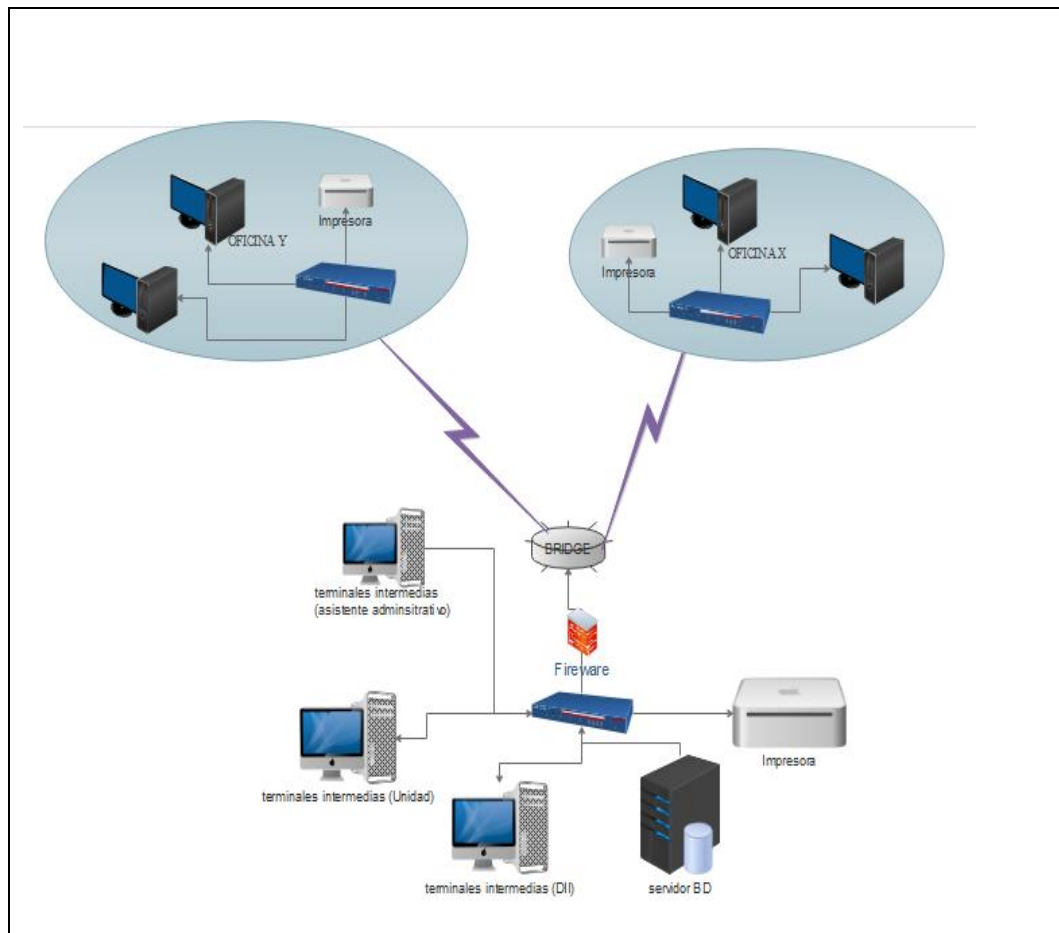 Impresora
OFICINA Y
Impresora
OFICINA X
BRIDGE
terminales intermedias
(asistente adminsitrativo)
Fireware
Impresora
terminales intermedias (Unidad)
terminales intermedias (DII)
servidor BD